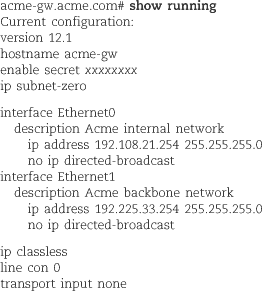 acme-gw.acme.com# show running
Current configuration:
version 12.1
hostname acme-gw
enable secret xxxxxxxx
ip subnet-zero
interface Ethernet0
description Acme internal network
ip address 192.108.21.254 255.255.255.0
no ip directed-broadcast
interface Ethernet1
description Acme backbone network
ip address 192.225.33.254 255.255.255.0
no ip directed-broadcast
ip classless
line con 0
transport input none